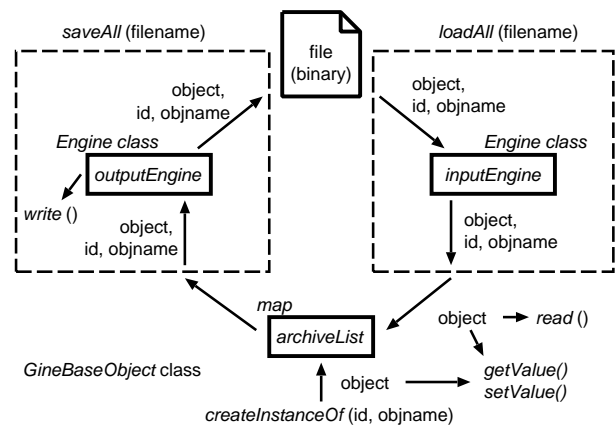 saveAll (filename)
loadAll (filename)
file
(binary)
object,
id, objname
object,
id, objname
Engine class
outputEngine
Engine class
inputEngine
write ()
object,
id, objname
object,
id, objname
map
archiveList
object
read ()
GineBaseObject class
object
getValue()
setValue()
createInstanceOf (id, objname)